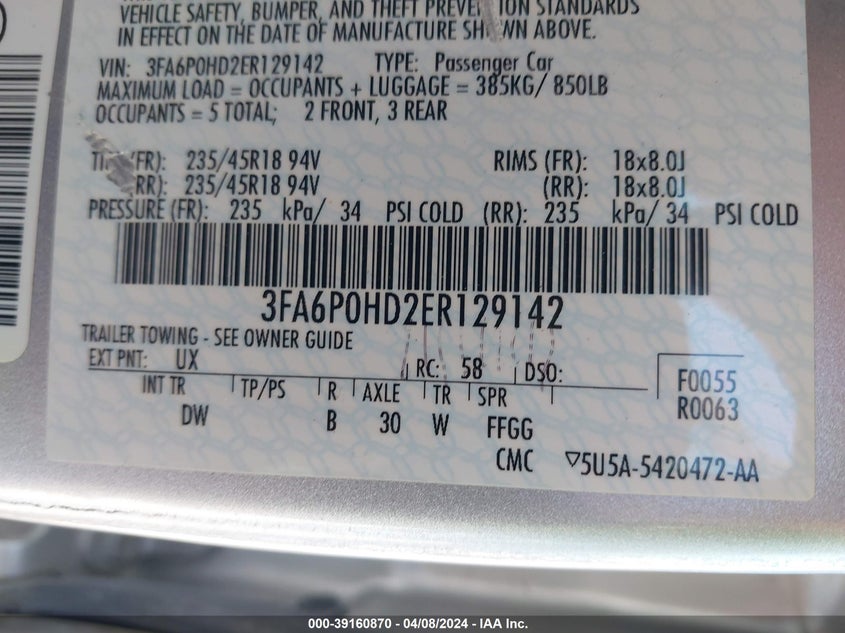 VEHICLE SAFETY, BUMPER, AND THEFT PREVENTION STANDARDS
IN EFFECT ON THE DATE OF MANUFACTURE SHOWN ABOVE.
VIN: 3FA6P0HD2ER129142 TYPE: Passenger Car
MAXIMUM LOAD = OCCUPANTS + LUGGAGE = 385KG/ 850LB
OCCUPANTS = 5 TOTAL; 2 FRONT, 3 REAR
(FR): 235/45R18 94V RIMS (FR): 18x8.0J
RR): 235/45R18 94V (RR): 18x8.0J
PRESSURE (FR): 235 kPa/ 34 PSI COLD (RR): 235 kPa/ 34 PSI COLD
3FA6P0HD2ER129142
TRAILER TOWING - SEE OWNER GUIDE
EXT PNT: UX RC: 58 DSO:
INT TR TP/PS R AXLE TR SPR
DW B 30 W FFGG
CMC
F0055
R0063
▽5U5A-5420472-AA
000-39160870 - 04/08/2024 - IAA Inc.